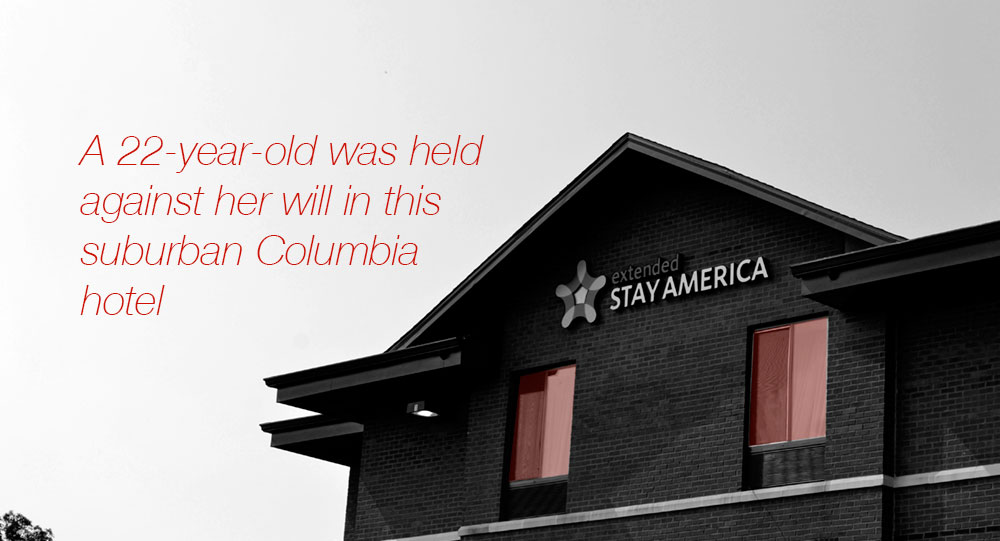 A 22-year-old was held
against her will in this
suburban Columbia
hotel
extended
STAY AMERICA